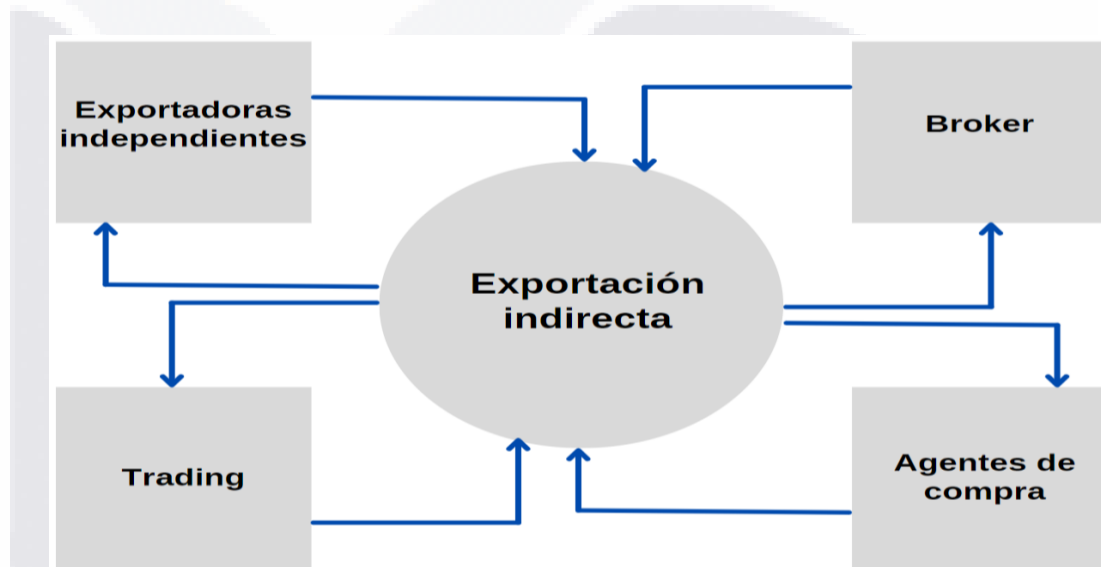 Exportadoras
independientes
Broker
Exportación
indirecta
Trading
Agentes de
compra